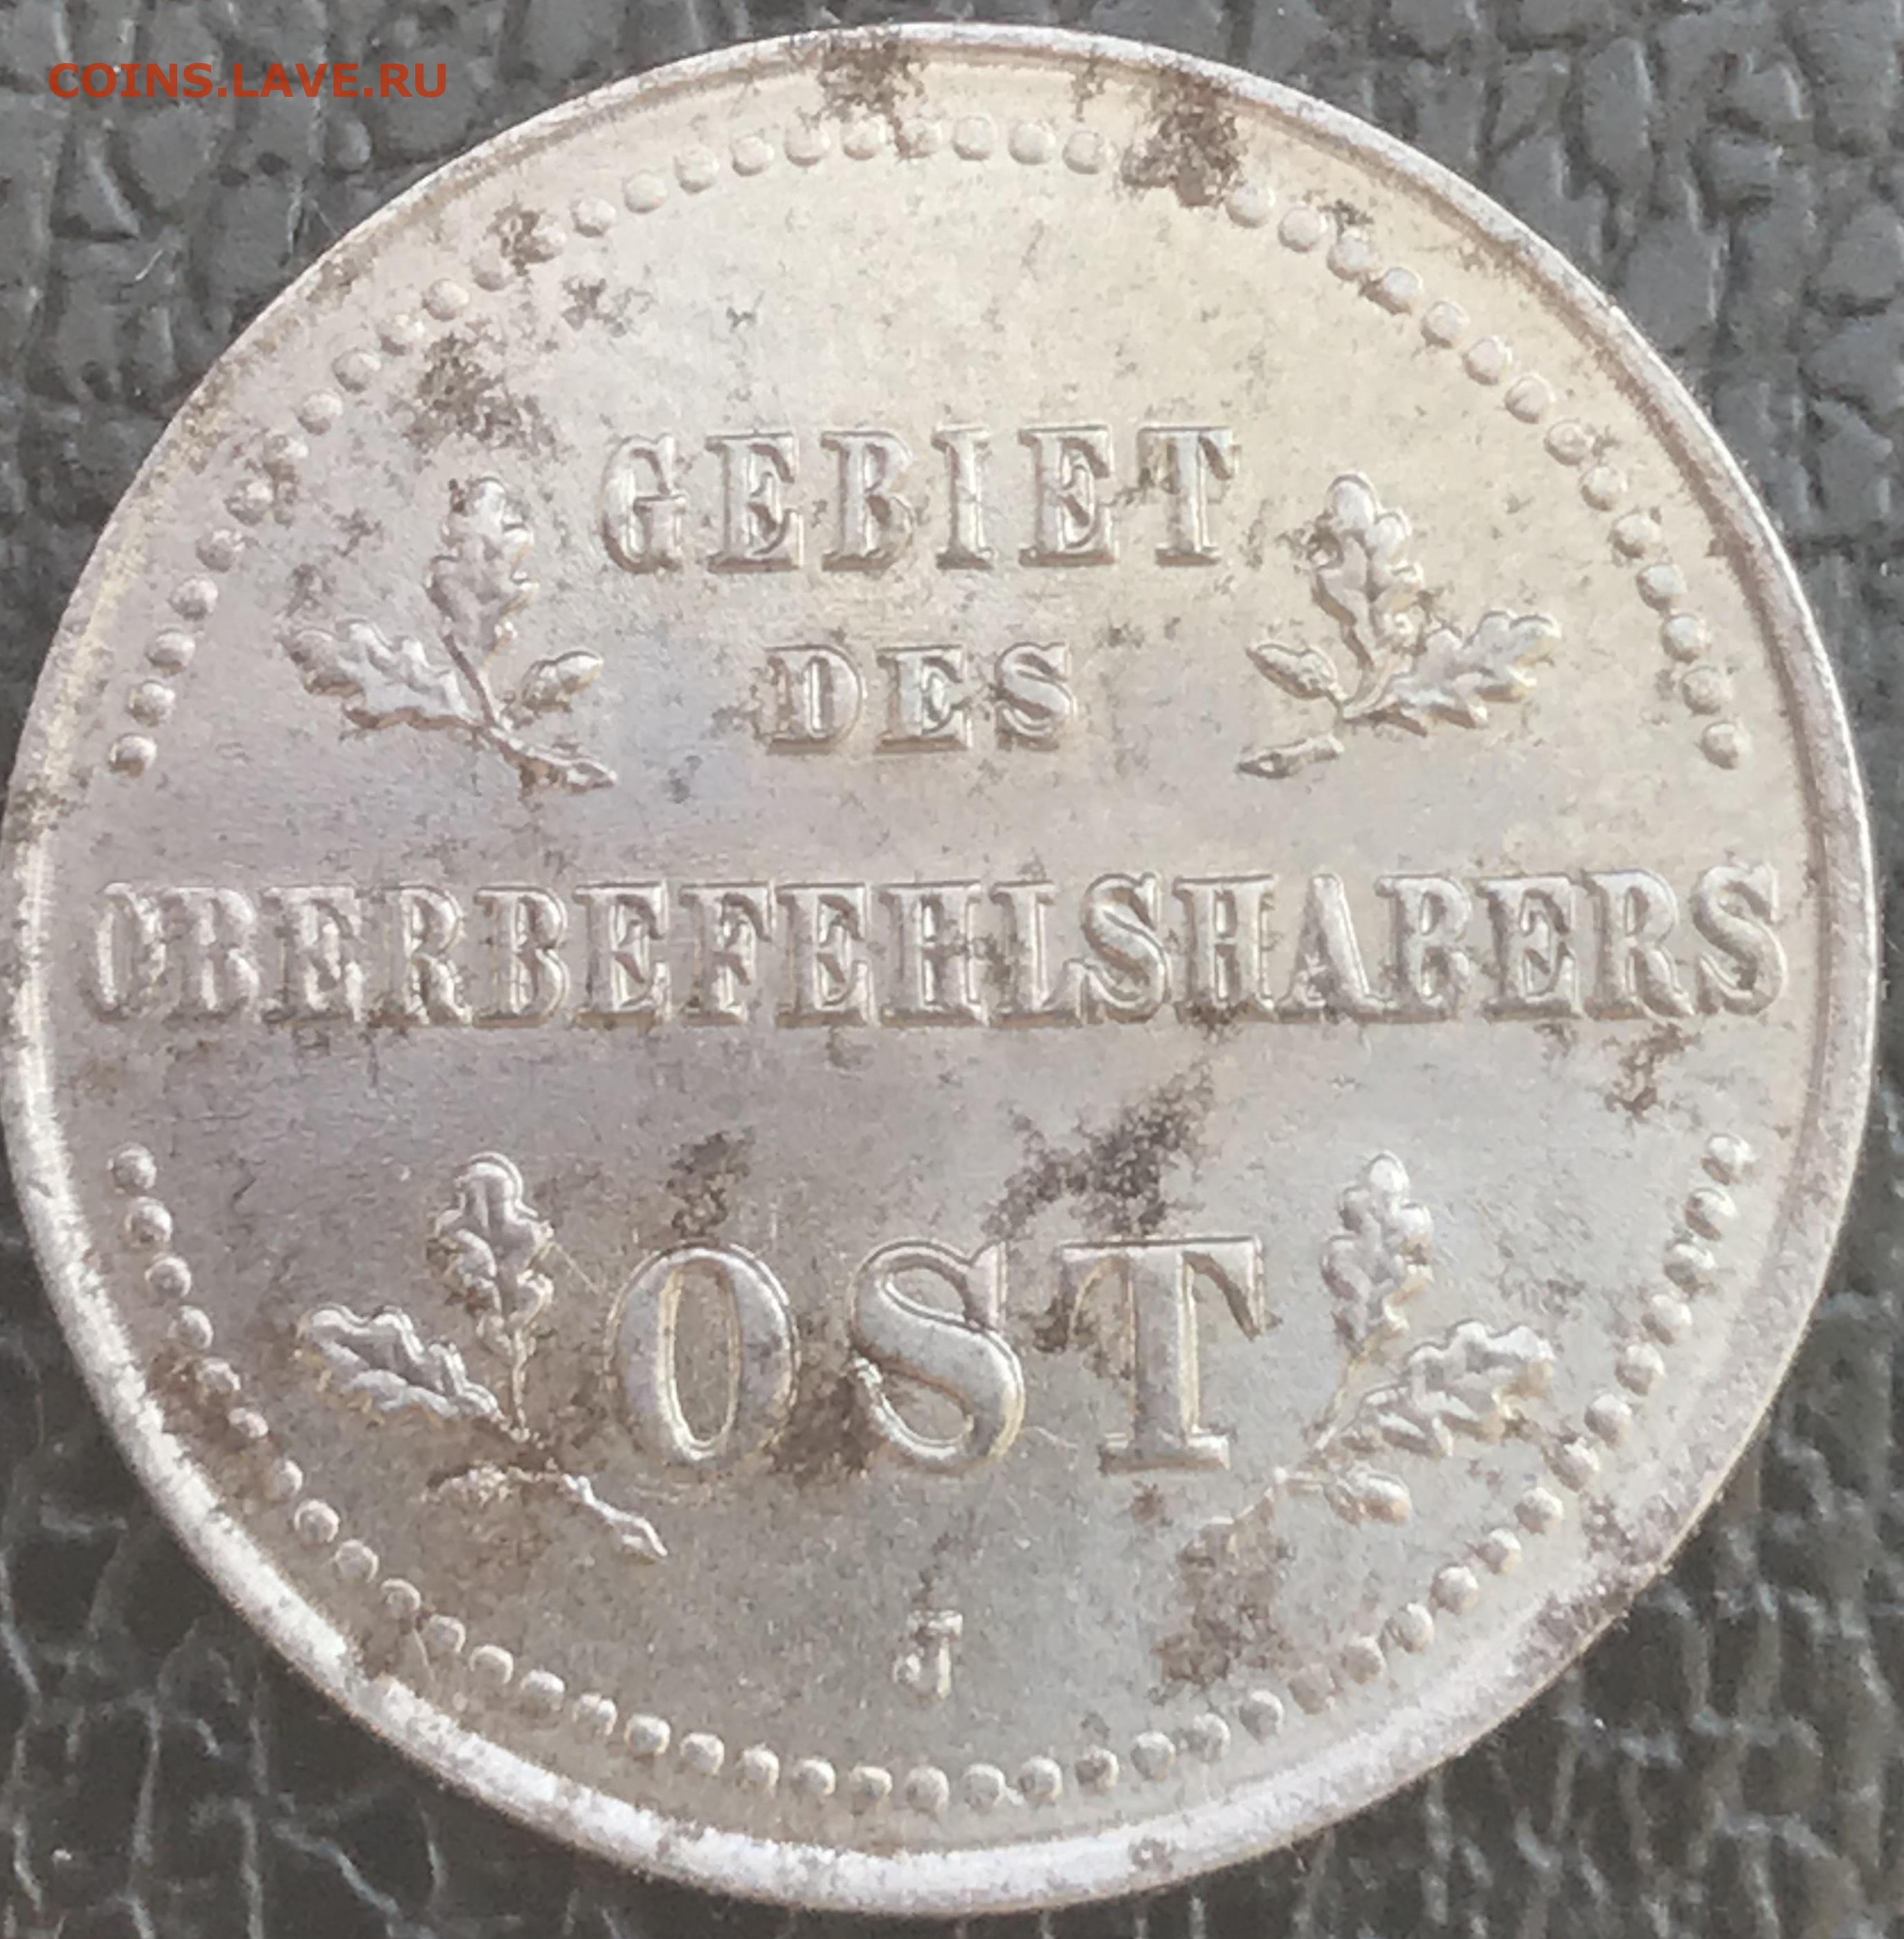 COINS.LAVE.RU
GEBIET
DES
OBERBEFEHLSHABERS
OST
J